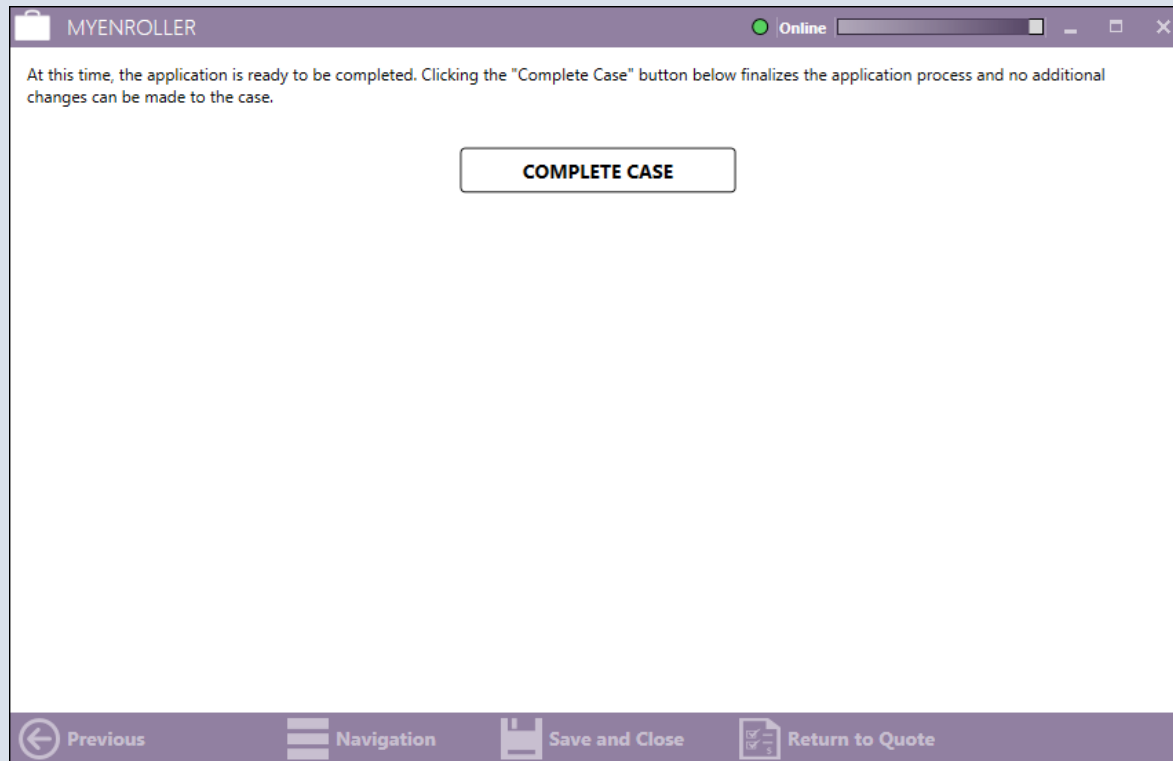 MYENROLLER
Online
At this time, the application is ready to be completed. Clicking the "Complete Case" button below finalizes the application process and no additional
changes can be made to the case.
COMPLETE CASE
Previous
Navigation
Save and Close
Return to Quote